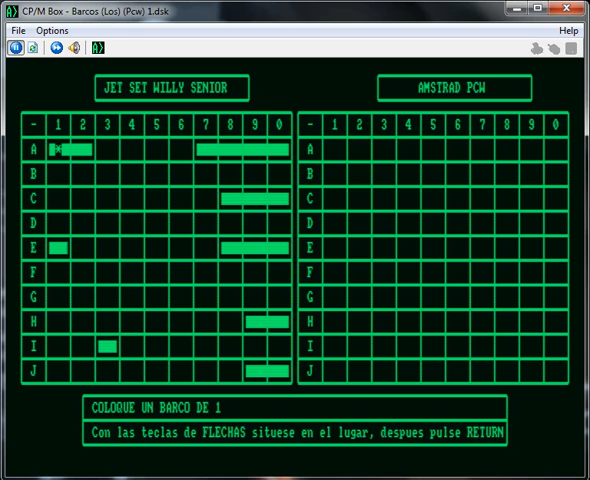 CP/M Box - Barcos (Los) (Pcw) 1.dsk
File Options Help
JET SET WILLY SENIOR AMSTRAD PCW
- 1 2 3 4 5 6 7 8 9 0 - 1 2 3 4 5 6 7 8 9 0
A * A
B B
C C
D D
E E
F F
G G
H H
I I
J J
COLOQUE UN BARCO DE 1
Con las teclas de FLECHAS situese en el lugar, despues pulse RETURN